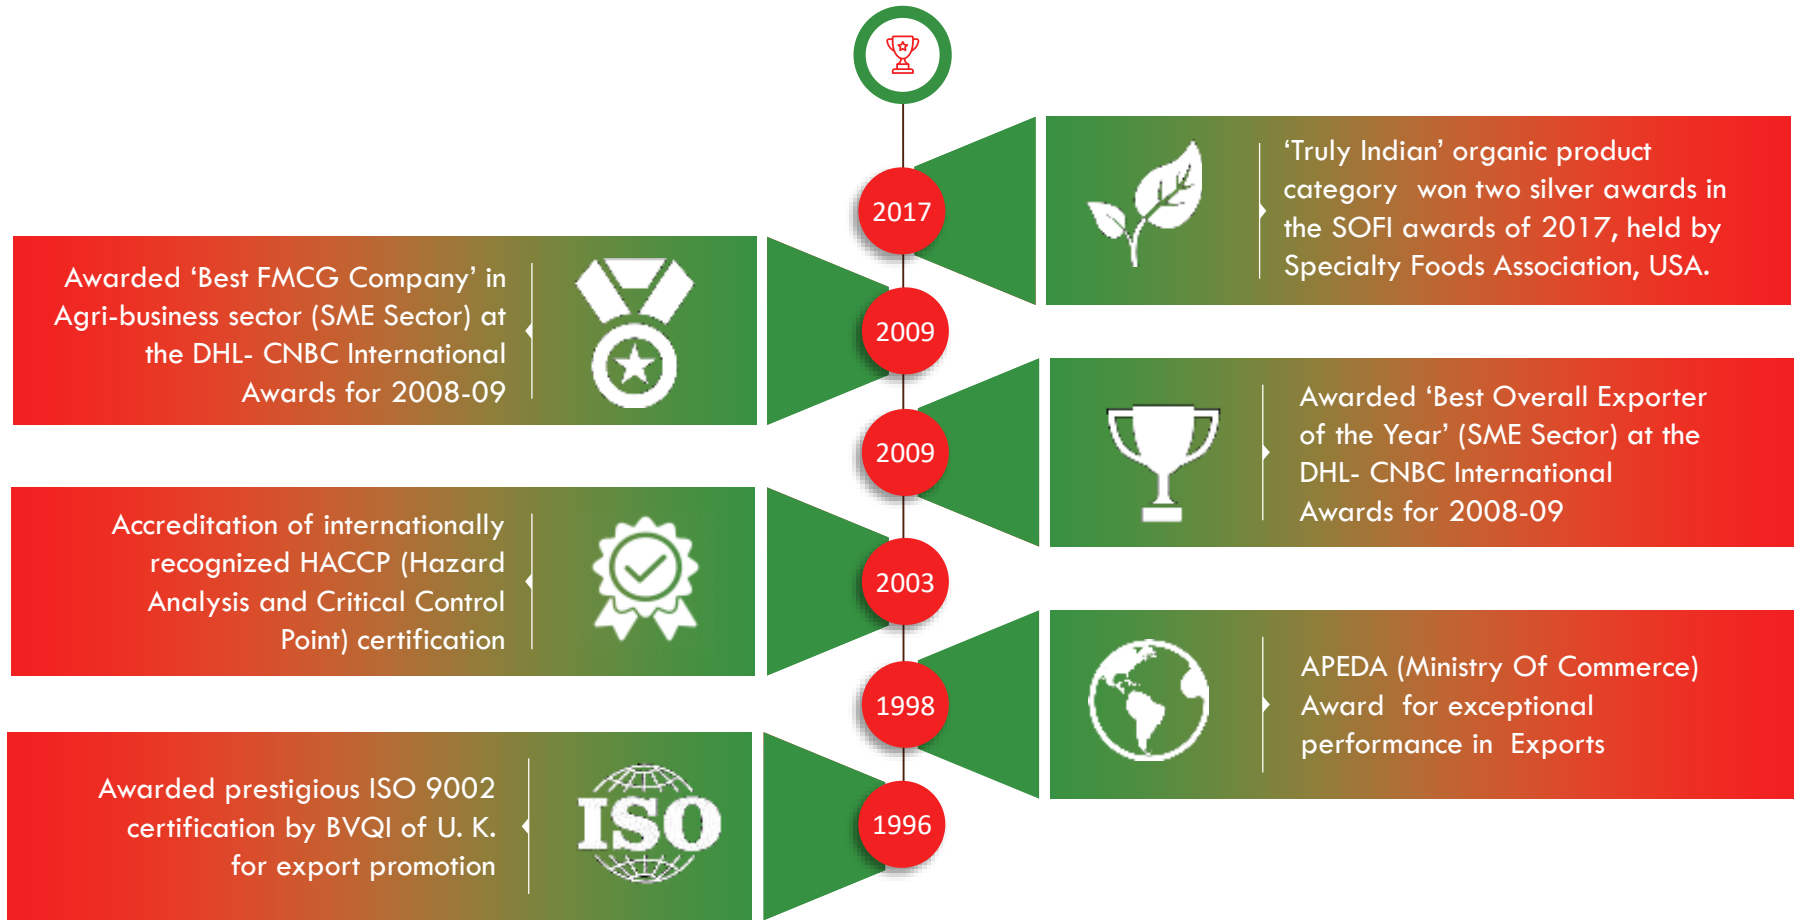 2017
‘Truly Indian’ organic product
category won two silver awards in
the SOFI awards of 2017, held by
Specialty Foods Association, USA.
2009
Awarded ‘Best FMCG Company’ in
Agri-business sector (SME Sector) at
the DHL- CNBC International
Awards for 2008-09
2009
Awarded ‘Best Overall Exporter
of the Year’ (SME Sector) at the
DHL- CNBC International
Awards for 2008-09
2003
Accreditation of internationally
recognized HACCP (Hazard
Analysis and Critical Control
Point) certification
1998
APEDA (Ministry Of Commerce)
Award for exceptional
performance in Exports
1996
Awarded prestigious ISO 9002
certification by BVQI of U. K.
for export promotion
ISO